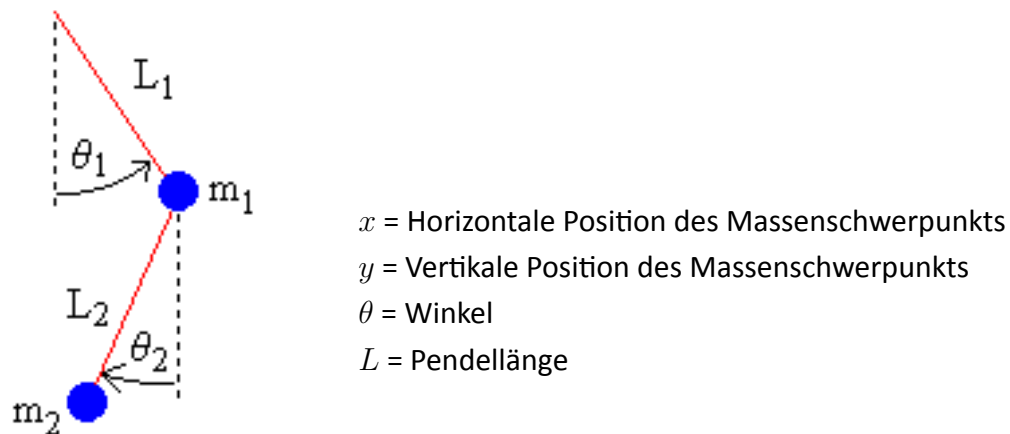 L₁
θ₁
m₁
L₂
θ₂
m₂
x = Horizontale Position des Massenschwerpunkts
y = Vertikale Position des Massenschwerpunkts
θ = Winkel
L = Pendellänge